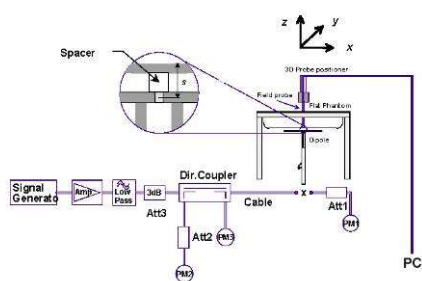 z
y
x
Spacer
s
3D Probe positioner
Field probe
Flat Phantom
Dipole
Signal
Generato
Amp
Low
Pass
3dB
Dir.Coupler
Att3
Cable
x
Att1
Att2
PM3
PM1
PM2
PC